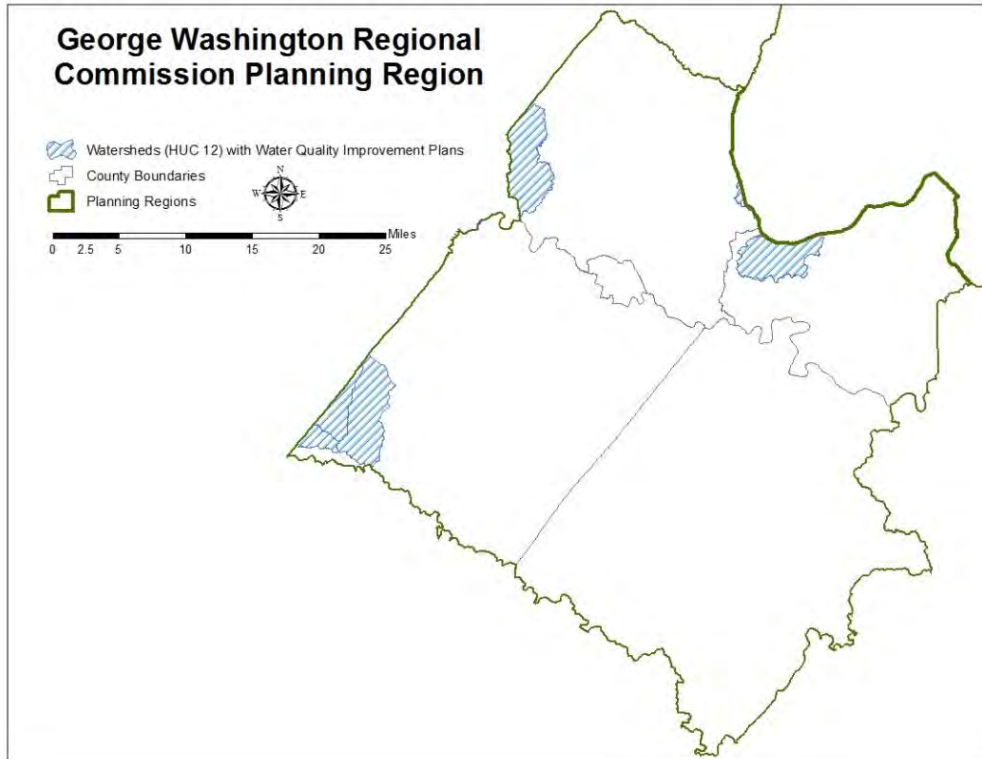 George Washington Regional
Commission Planning Region
Watersheds (HUC 12) with Water Quality Improvement Plans
County Boundaries
Planning Regions
N
W E
S
Miles
0 2.5 5 10 15 20 25